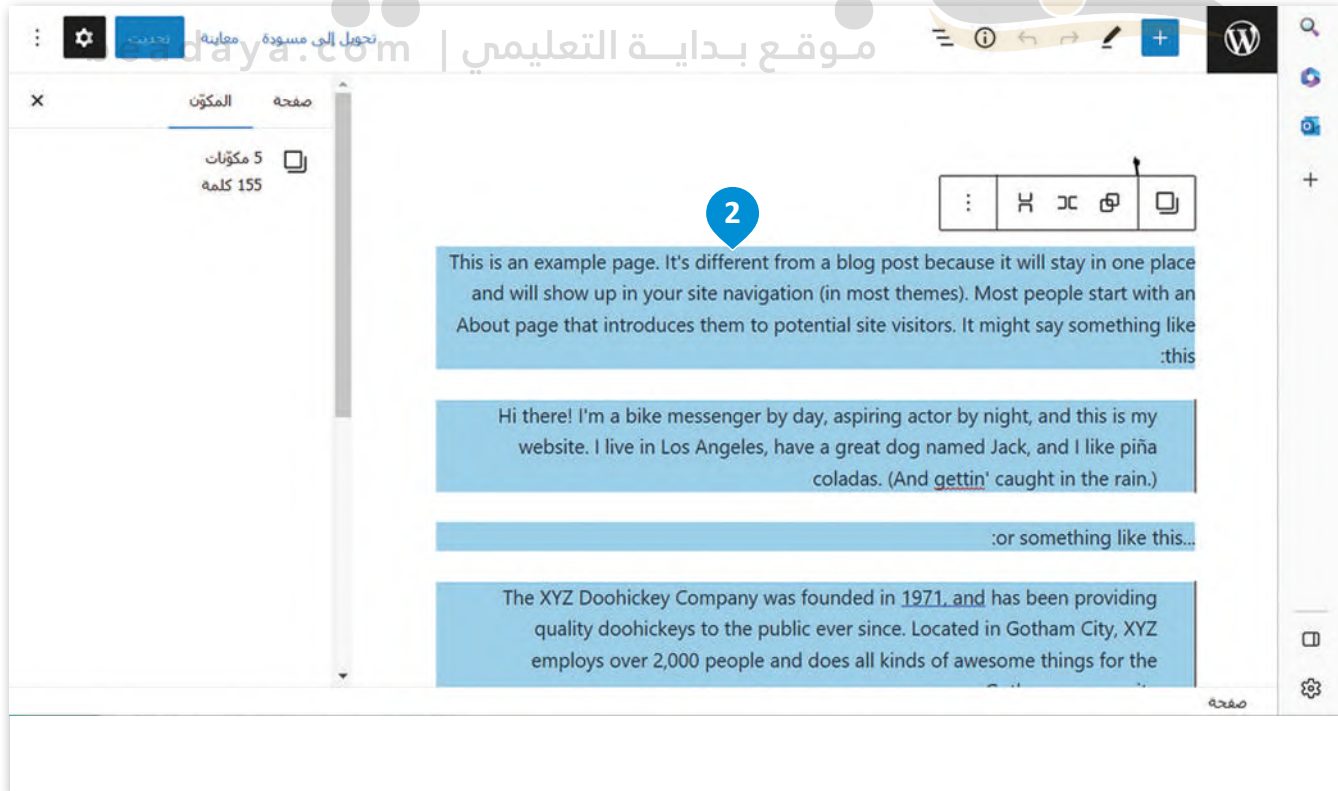 تحويل إلى مسودة
معاينة
تحديث
موقع بداية التعليمي | beadaya.com
صفحة
المكوّن
5 مكوّنات
155 كلمة
2
This is an example page. It's different from a blog post because it will stay in one place
and will show up in your site navigation (in most themes). Most people start with an
About page that introduces them to potential site visitors. It might say something like
:this
Hi there! I'm a bike messenger by day, aspiring actor by night, and this is my
website. I live in Los Angeles, have a great dog named Jack, and I like piña
coladas. (And gettin' caught in the rain.)
:or something like this...
The XYZ Doohickey Company was founded in 1971, and has been providing
quality doohickeys to the public ever since. Located in Gotham City, XYZ
employs over 2,000 people and does all kinds of awesome things for the
صفحة